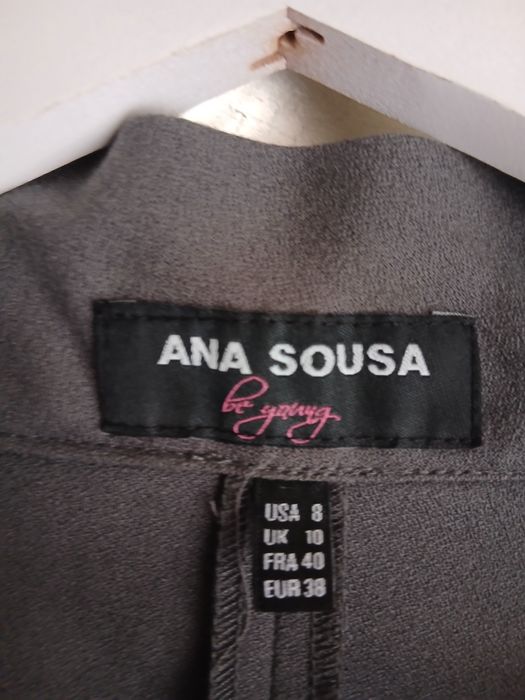 ANA SOUSA
be young
USA 8
UK 10
FRA 40
EUR 38